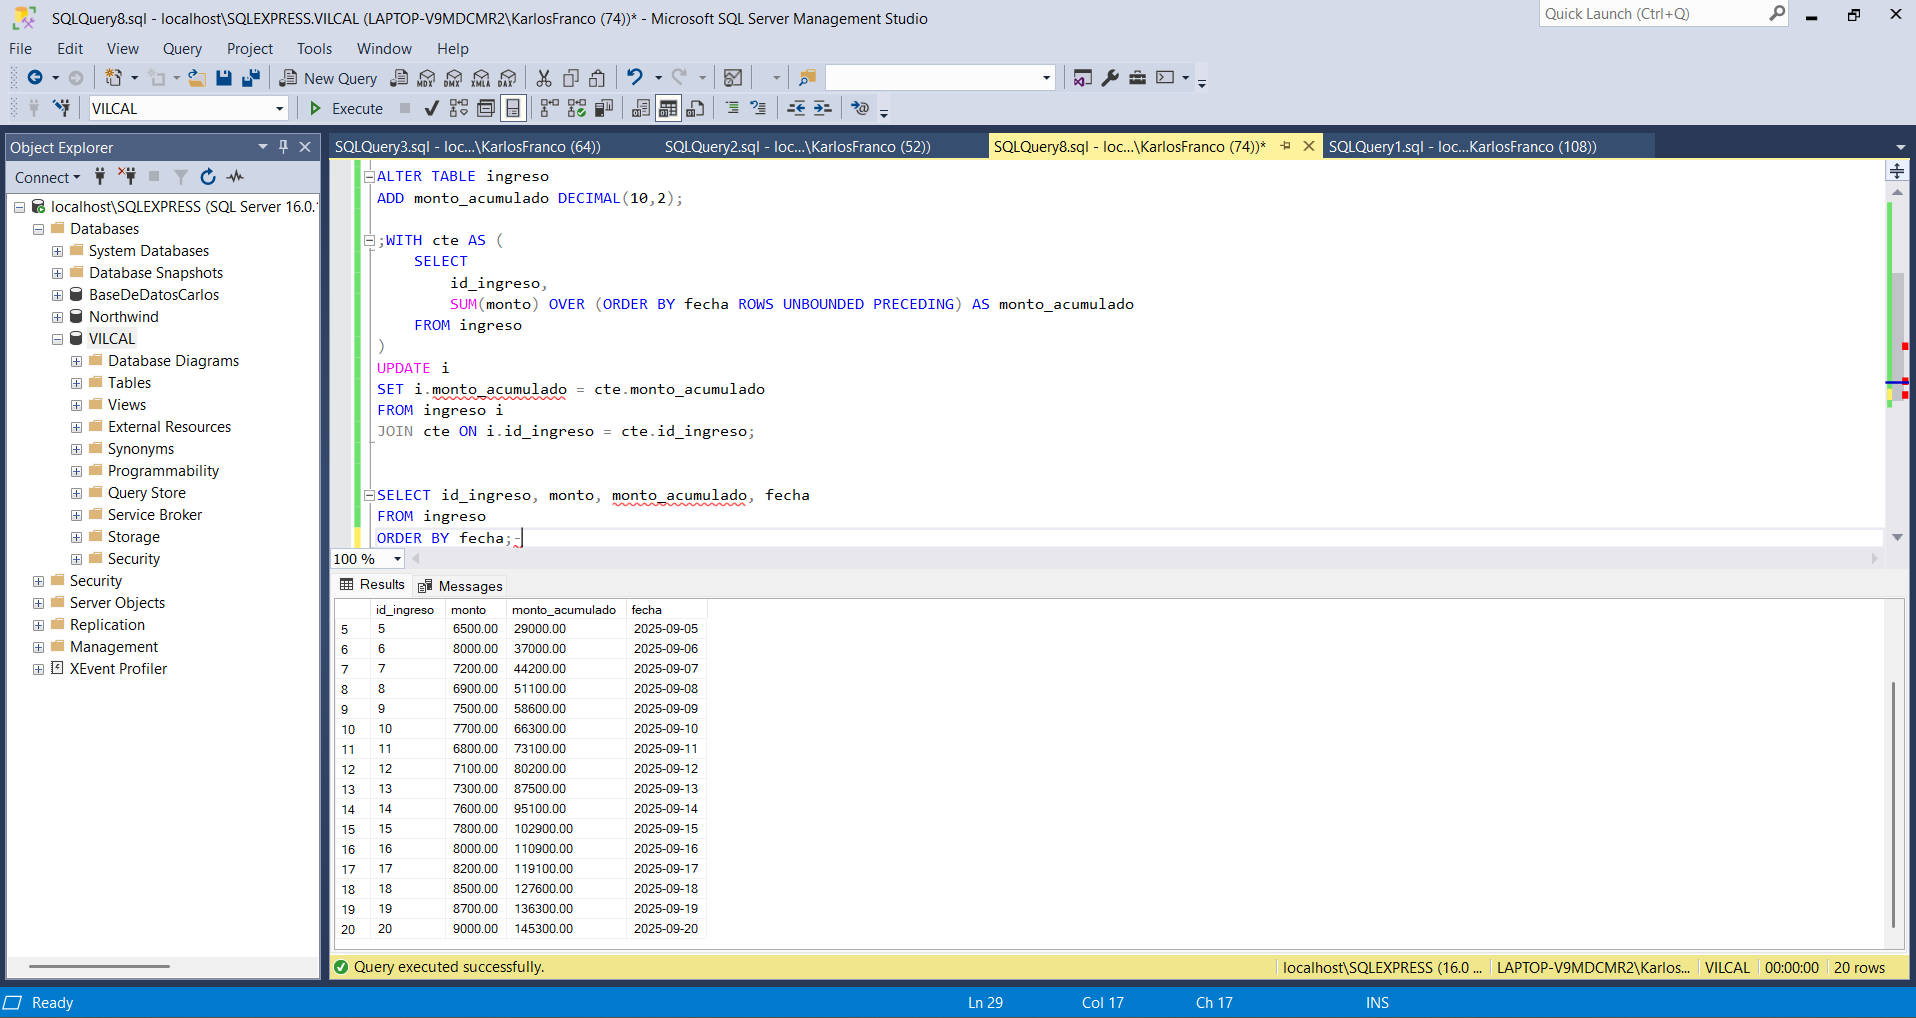 SQLQuery8.sql - localhost\SQLEXPRESS.VILCAL (LAPTOP-V9MDCMR2\KarlosFranco (74))* - Microsoft SQL Server Management Studio
Quick Launch (Ctrl+Q)
File Edit View Query Project Tools Window Help
New Query MDX DMX XMLA DAX
VILCAL Execute
Object Explorer
SQLQuery3.sql - loc...\KarlosFranco (64)) SQLQuery2.sql - loc...\KarlosFranco (52)) SQLQuery8.sql - loc...\KarlosFranco (74))* SQLQuery1.sql - loc...KarlosFranco (108))
Connect
localhost\SQLEXPRESS (SQL Server 16.0.
Databases
System Databases
Database Snapshots
BaseDeDatosCarlos
Northwind
VILCAL
Database Diagrams
Tables
Views
External Resources
Synonyms
Programmability
Query Store
Service Broker
Storage
Security
Security
Server Objects
Replication
Management
XEvent Profiler
ALTER TABLE ingreso
ADD monto_acumulado DECIMAL(10,2);
;WITH cte AS (
SELECT
id_ingreso,
SUM(monto) OVER (ORDER BY fecha ROWS UNBOUNDED PRECEDING) AS monto_acumulado
FROM ingreso
)
UPDATE i
SET i.monto_acumulado = cte.monto_acumulado
FROM ingreso i
JOIN cte ON i.id_ingreso = cte.id_ingreso;
SELECT id_ingreso, monto, monto_acumulado, fecha
FROM ingreso
ORDER BY fecha;-
100 %
Results Messages
id_ingreso monto monto_acumulado fecha
5 5 6500.00 29000.00 2025-09-05
6 6 8000.00 37000.00 2025-09-06
7 7 7200.00 44200.00 2025-09-07
8 8 6900.00 51100.00 2025-09-08
9 9 7500.00 58600.00 2025-09-09
10 10 7700.00 66300.00 2025-09-10
11 11 6800.00 73100.00 2025-09-11
12 12 7100.00 80200.00 2025-09-12
13 13 7300.00 87500.00 2025-09-13
14 14 7600.00 95100.00 2025-09-14
15 15 7800.00 102900.00 2025-09-15
16 16 8000.00 110900.00 2025-09-16
17 17 8200.00 119100.00 2025-09-17
18 18 8500.00 127600.00 2025-09-18
19 19 8700.00 136300.00 2025-09-19
20 20 9000.00 145300.00 2025-09-20
Query executed successfully. localhost\SQLEXPRESS (16.0 ... LAPTOP-V9MDCMR2\Karlos... VILCAL 00:00:00 20 rows
Ready Ln 29 Col 17 Ch 17 INS